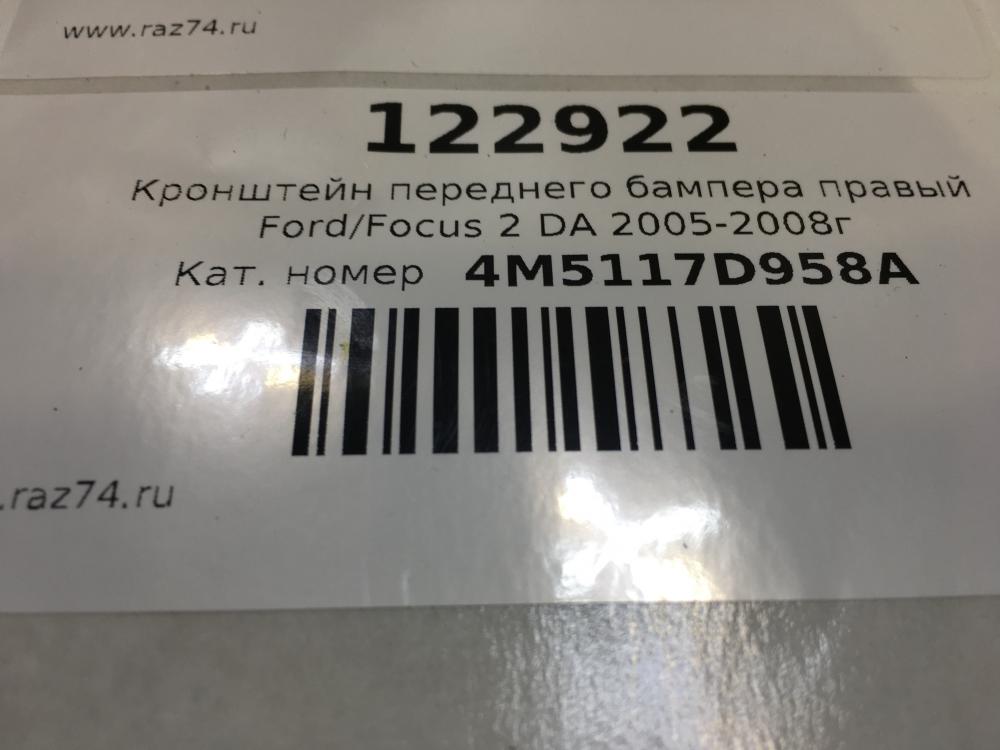 www.raz74.ru
122922
Кронштейн переднего бампера правый
Ford/Focus 2 DA 2005-2008г
Кат. номер 4M5117D958A
.raz74.ru